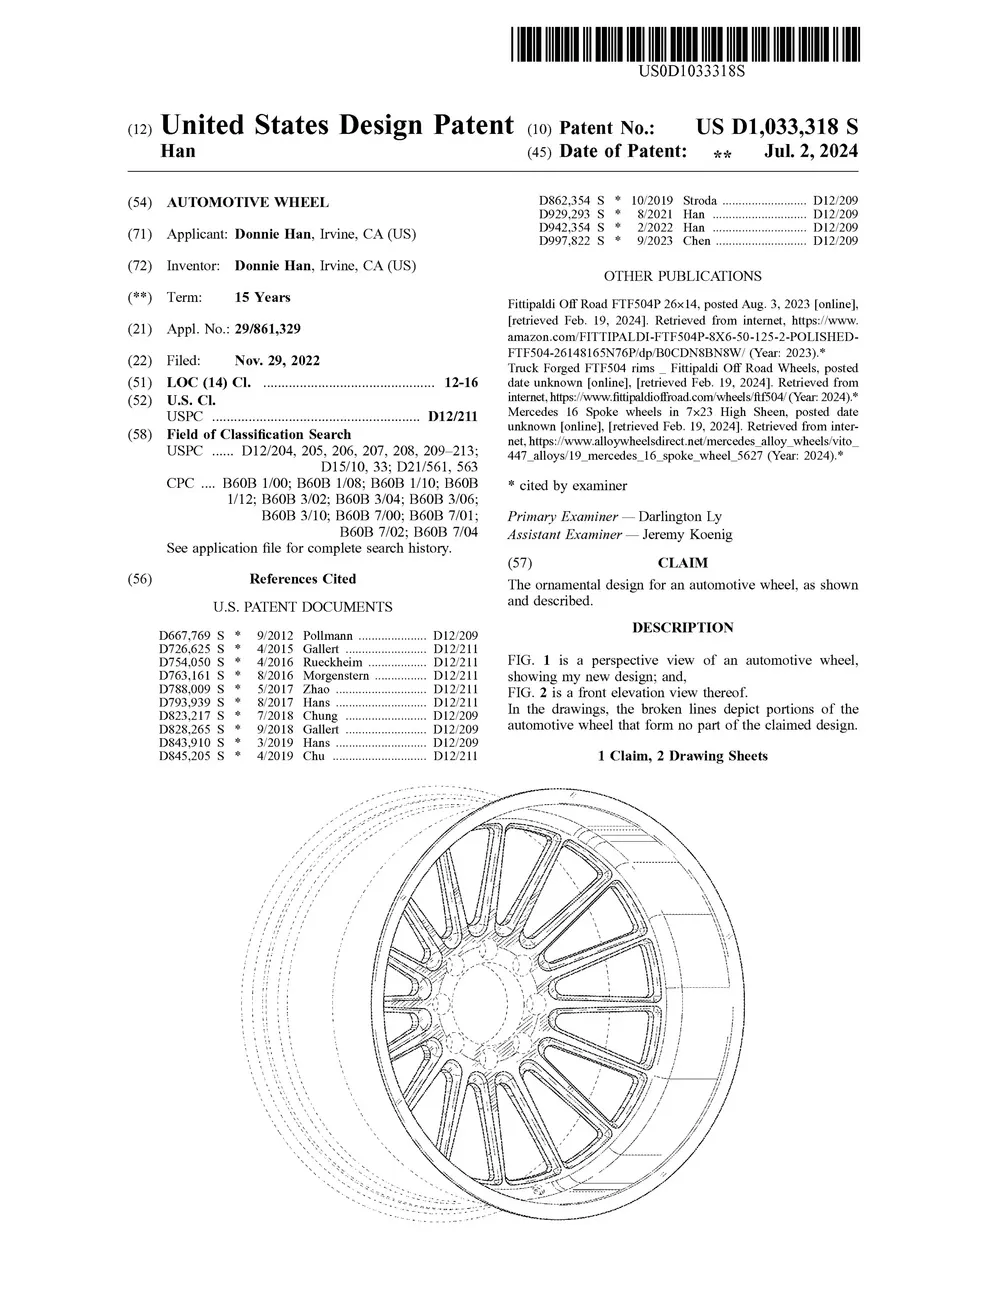 US0D1033318S
(12) United States Design Patent
Han
(10) Patent No.: US D1,033,318 S
(45) Date of Patent: ** Jul. 2, 2024
(54) AUTOMOTIVE WHEEL
(71) Applicant: Donnie Han, Irvine, CA (US)
(72) Inventor: Donnie Han, Irvine, CA (US)
(**) Term: 15 Years
(21) Appl. No.: 29/861,329
(22) Filed: Nov. 29, 2022
(51) LOC (14) Cl. .............................................. 12-16
(52) U.S. Cl.
USPC ........................................................ D12/211
(58) Field of Classification Search
USPC ...... D12/204, 205, 206, 207, 208, 209–213;
D15/10, 33; D21/561, 563
CPC .... B60B 1/00; B60B 1/08; B60B 1/10; B60B
1/12; B60B 3/02; B60B 3/04; B60B 3/06;
B60B 3/10; B60B 7/00; B60B 7/01;
B60B 7/02; B60B 7/04
See application file for complete search history.
(56) References Cited
U.S. PATENT DOCUMENTS
D667,769 S * 9/2012 Pollmann ..................... D12/209
D726,625 S * 4/2015 Gallert ......................... D12/211
D754,050 S * 4/2016 Rueckheim .................. D12/211
D763,161 S * 8/2016 Morgenstern ................ D12/211
D788,009 S * 5/2017 Zhao ............................ D12/211
D793,939 S * 8/2017 Hans ............................ D12/211
D823,217 S * 7/2018 Chung ......................... D12/209
D828,265 S * 9/2018 Gallert ......................... D12/209
D843,910 S * 3/2019 Hans ............................ D12/209
D845,205 S * 4/2019 Chu ............................. D12/211
D862,354 S * 10/2019 Stroda .......................... D12/209
D929,293 S * 8/2021 Han ............................. D12/209
D942,354 S * 2/2022 Han ............................. D12/209
D997,822 S * 9/2023 Chen ............................ D12/209
OTHER PUBLICATIONS
Fittipaldi Off Road FTF504P 26×14, posted Aug. 3, 2023 [online],
[retrieved Feb. 19, 2024]. Retrieved from internet, https://www.
amazon.com/FITTIPALDI-FTF504P-8X6-50-125-2-POLISHED-
FTF504-26148165N76P/dp/B0CDN8BN8W/ (Year: 2023).*
Truck Forged FTF504 rims _ Fittipaldi Off Road Wheels, posted
date unknown [online], [retrieved Feb. 19, 2024]. Retrieved from
internet, https://www.fittipaldioffroad.com/wheels/ftf504/ (Year: 2024).*
Mercedes 16 Spoke wheels in 7×23 High Sheen, posted date
unknown [online], [retrieved Feb. 19, 2024]. Retrieved from inter-
net, https://www.alloywheelsdirect.net/mercedes_alloy_wheels/vito_
447_alloys/19_mercedes_16_spoke_wheel_5627 (Year: 2024).*
* cited by examiner
Primary Examiner — Darlington Ly
Assistant Examiner — Jeremy Koenig
(57) CLAIM
The ornamental design for an automotive wheel, as shown
and described.
DESCRIPTION
FIG. 1 is a perspective view of an automotive wheel,
showing my new design; and,
FIG. 2 is a front elevation view thereof.
In the drawings, the broken lines depict portions of the
automotive wheel that form no part of the claimed design.
1 Claim, 2 Drawing Sheets